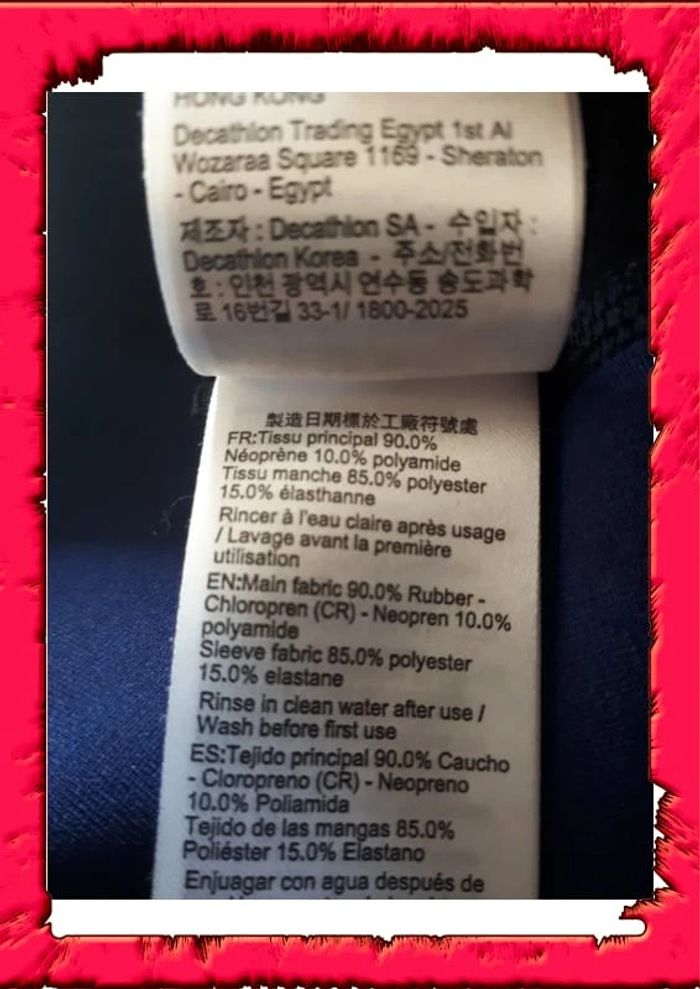 HONG KONG
Decathlon Trading Egypt 1st Al
Wozaraa Square 1169 - Sheraton
- Cairo - Egypt
제조자 : Decathlon SA - 수입자 :
Decathlon Korea - 주소/전화번
호 : 인천 광역시 연수동 송도과학
로 16번길 33-1/ 1800-2025
製造日期標於工廠符號處
FR:Tissu principal 90.0%
Néoprène 10.0% polyamide
Tissu manche 85.0% polyester
15.0% élasthanne
Rincer à l'eau claire après usage
/ Lavage avant la première
utilisation
EN:Main fabric 90.0% Rubber -
Chloropren (CR) - Neopren 10.0%
polyamide
Sleeve fabric 85.0% polyester
15.0% elastane
Rinse in clean water after use /
Wash before first use
ES:Tejido principal 90.0% Caucho
- Cloropreno (CR) - Neopreno
10.0% Poliamida
Tejido de las mangas 85.0%
Poliéster 15.0% Elastano
Enjuagar con agua después de